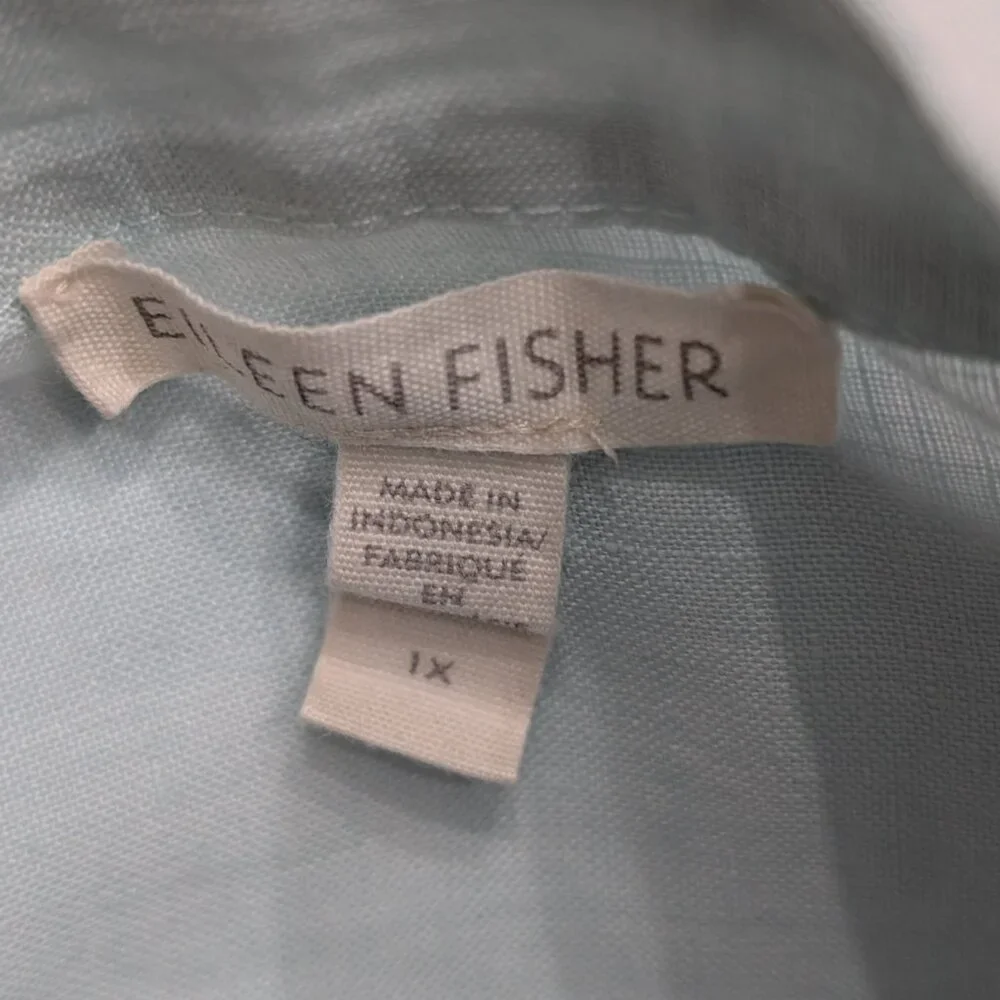 EILEEN FISHER
MADE IN
INDONESIA/
FABRIQUÉ
EN
1X